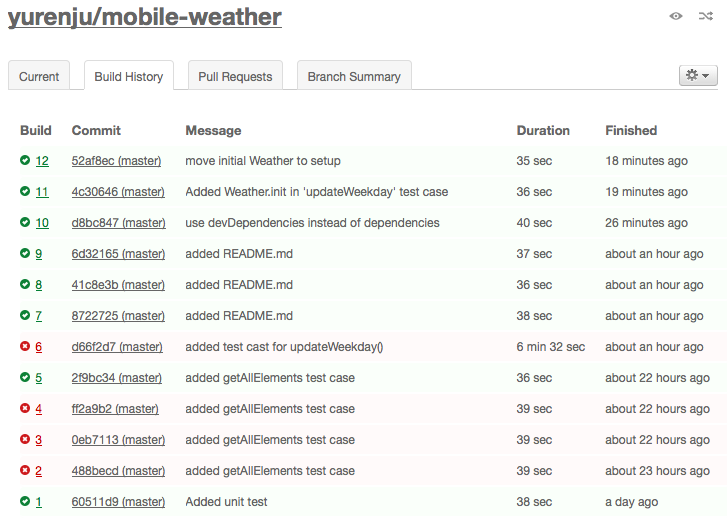 yurenju/mobile-weather
Current Build History Pull Requests Branch Summary
Build Commit Message Duration Finished
12 52af8ec (master) move initial Weather to setup 35 sec 18 minutes ago
11 4c30646 (master) Added Weather.init in 'updateWeekday' test case 36 sec 19 minutes ago
10 d8bc847 (master) use devDependencies instead of dependencies 40 sec 26 minutes ago
9 6d32165 (master) added README.md 37 sec about an hour ago
8 41c8e3b (master) added README.md 36 sec about an hour ago
7 8722725 (master) added README.md 38 sec about an hour ago
6 d66f2d7 (master) added test cast for updateWeekday() 6 min 32 sec about an hour ago
5 2f9bc34 (master) added getAllElements test case 36 sec about 22 hours ago
4 ff2a9b2 (master) added getAllElements test case 39 sec about 22 hours ago
3 0eb7113 (master) added getAllElements test case 39 sec about 22 hours ago
2 488becd (master) added getAllElements test case 39 sec about 23 hours ago
1 60511d9 (master) Added unit test 38 sec a day ago